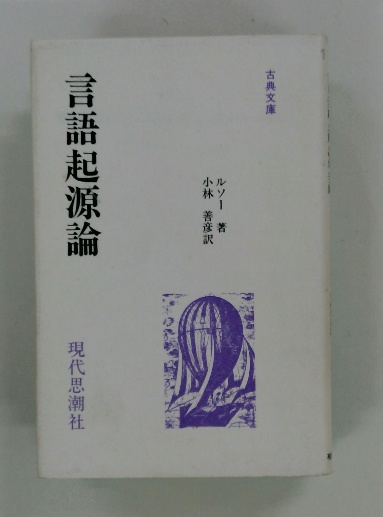 古典文庫
ルソー 著
小林 善彦訳
言語起源論
現代思潮社